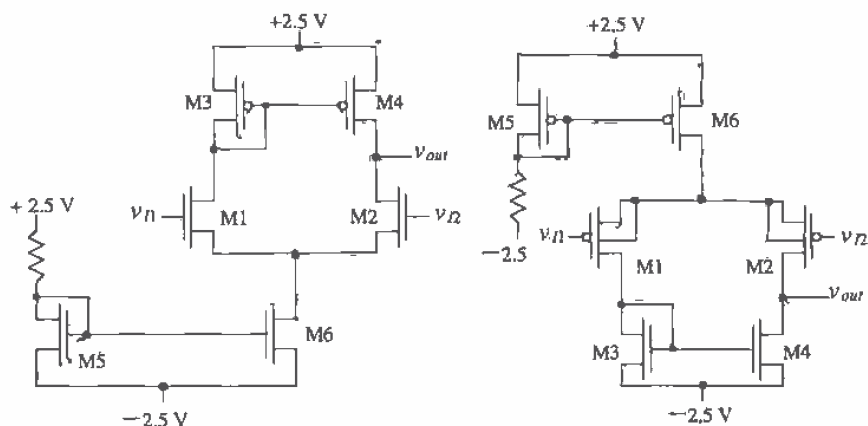 +2.5 V
M3
M4
v_out
v_I1
M1
M2
v_I2
+ 2.5 V
M5
M6
−2.5 V
+2.5 V
M5
M6
−2.5
v_I1
M1
M2
v_I2
v_out
M3
M4
−2.5 V